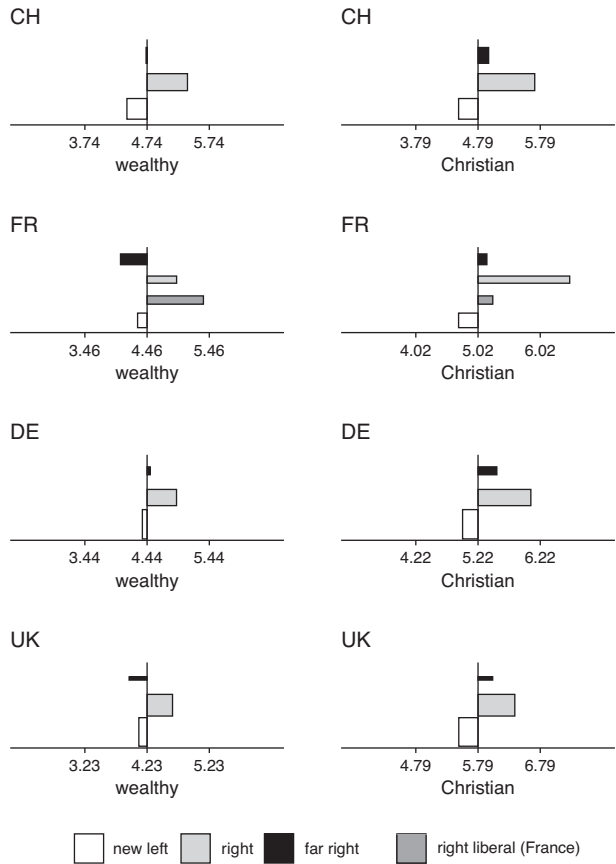 CH
3.74 4.74 5.74
wealthy
CH
3.79 4.79 5.79
Christian
FR
3.46 4.46 5.46
wealthy
FR
4.02 5.02 6.02
Christian
DE
3.44 4.44 5.44
wealthy
DE
4.22 5.22 6.22
Christian
UK
3.23 4.23 5.23
wealthy
UK
4.79 5.79 6.79
Christian
new left right far right right liberal (France)